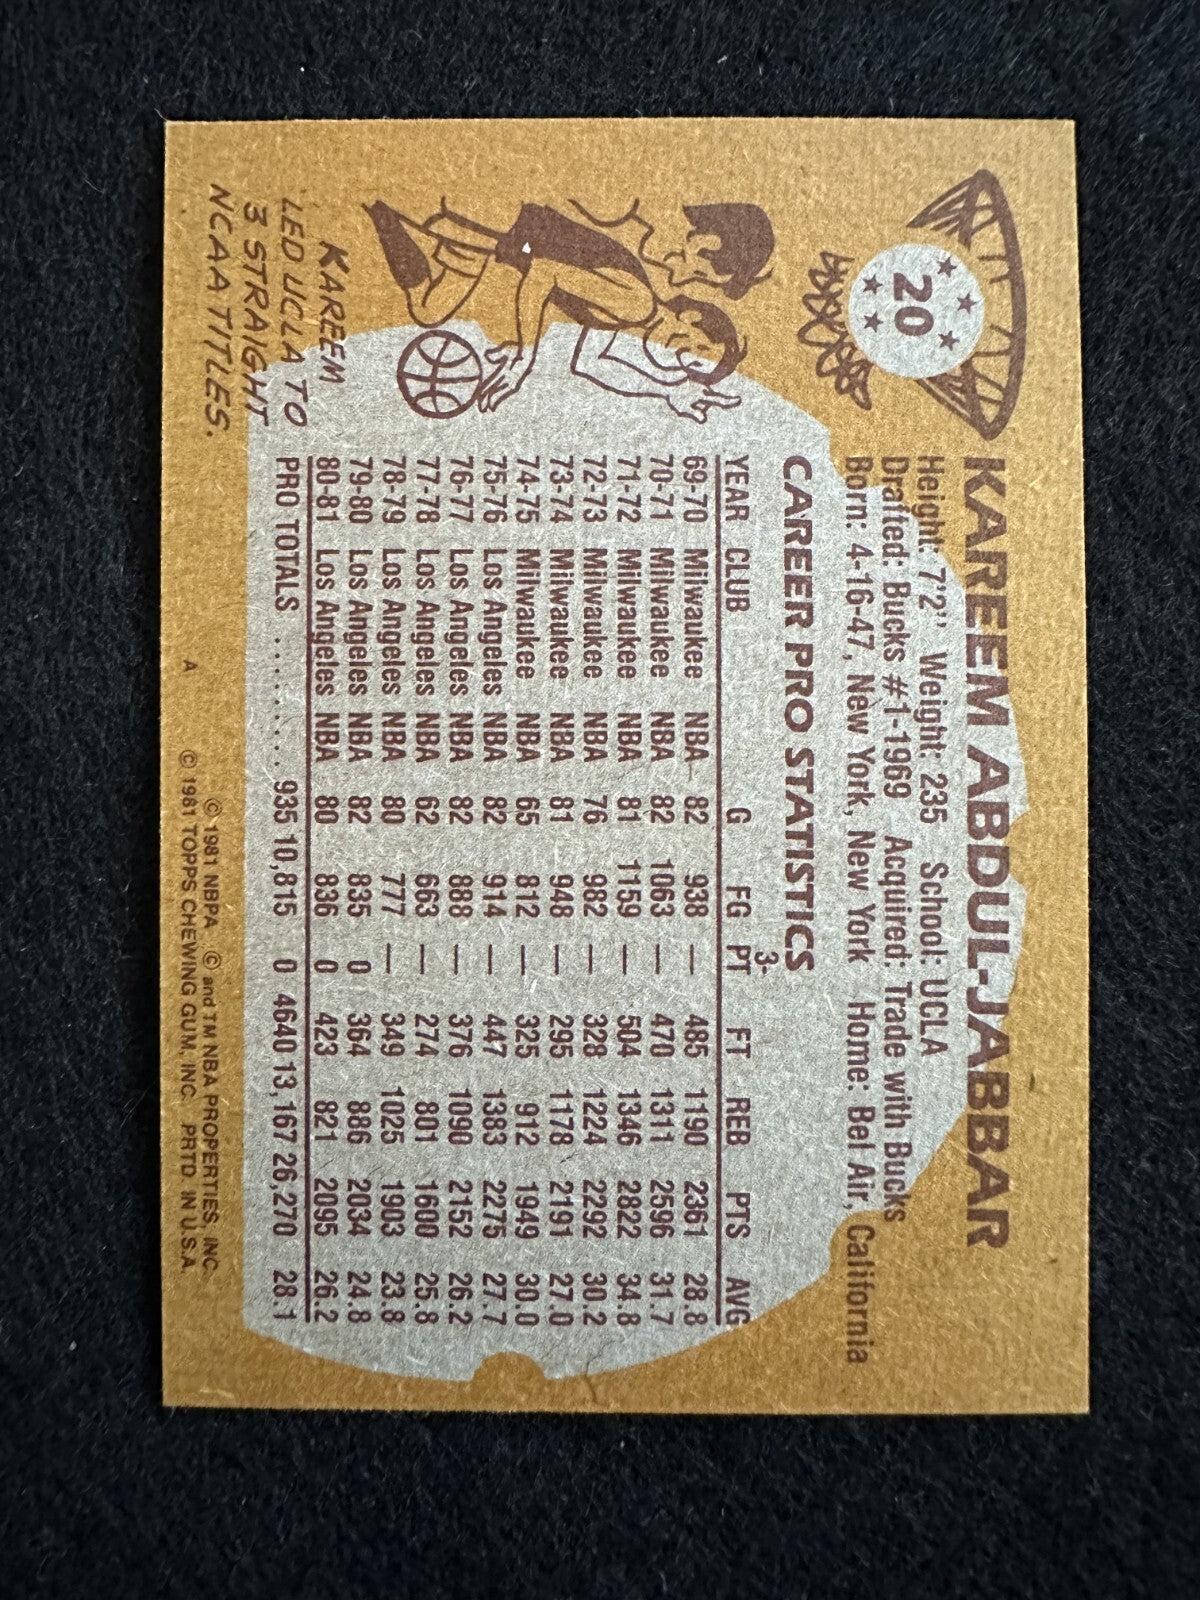 20
KAREEM ABDUL-JABBAR
Height: 7'2" Weight: 235 School: UCLA
Drafted: Bucks #1-1969 Acquired: Trade with Bucks
Born: 4-16-47, New York, New York Home: Bel Air, California
CAREER PRO STATISTICS
3-
YEAR CLUB G FG PT FT REB PTS AVG
69-70 Milwaukee NBA 82 938 — 485 1190 2361 28.8
70-71 Milwaukee NBA 82 1063 — 470 1311 2596 31.7
71-72 Milwaukee NBA 81 1159 — 504 1346 2822 34.8
72-73 Milwaukee NBA 76 982 — 328 1224 2292 30.2
73-74 Milwaukee NBA 81 948 — 295 1178 2191 27.0
74-75 Milwaukee NBA 65 812 — 325 912 1949 30.0
75-76 Los Angeles NBA 82 914 — 447 1383 2275 27.7
76-77 Los Angeles NBA 82 888 — 376 1090 2152 26.2
77-78 Los Angeles NBA 62 663 — 274 801 1600 25.8
78-79 Los Angeles NBA 80 777 — 349 1025 1903 23.8
79-80 Los Angeles NBA 82 835 0 364 886 2034 24.8
80-81 Los Angeles NBA 80 836 0 423 821 2095 26.2
PRO TOTALS ........ 935 10,815 0 4640 13,167 26,270 28.1
KAREEM
LED UCLA TO
3 STRAIGHT
NCAA TITLES.
© 1981 NBPA © and TM NBA PROPERTIES, INC.
A © 1981 TOPPS CHEWING GUM, INC. PRTD. IN U.S.A.